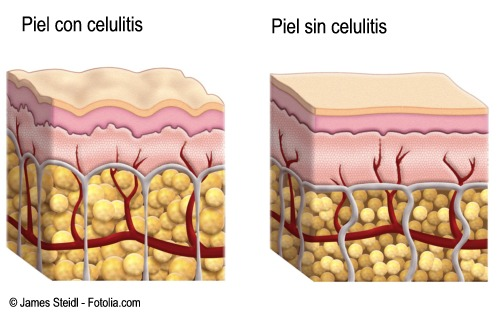 Piel con celulitis
Piel sin celulitis
© James Steidl - Fotolia.com